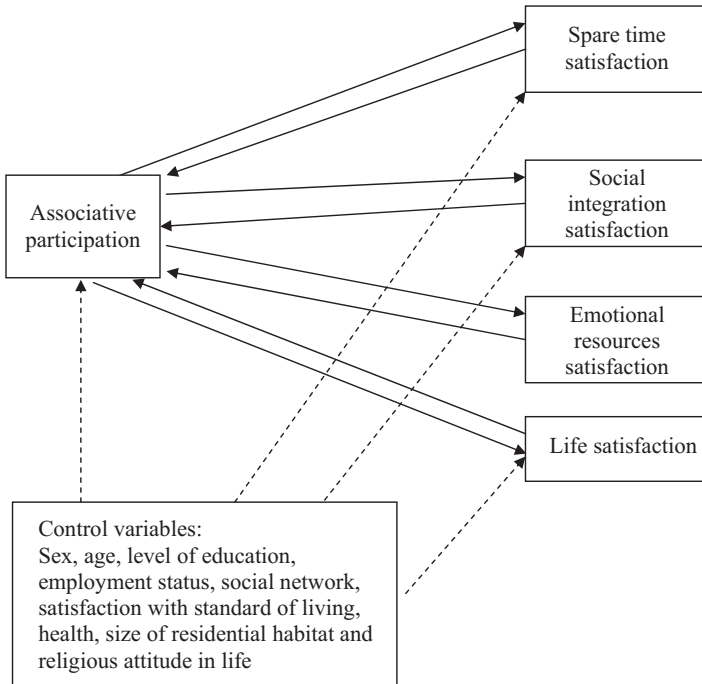 Spare time
satisfaction
Associative
participation
Social
integration
satisfaction
Emotional
resources
satisfaction
Life satisfaction
Control variables:
Sex, age, level of education,
employment status, social network,
satisfaction with standard of living,
health, size of residential habitat and
religious attitude in life